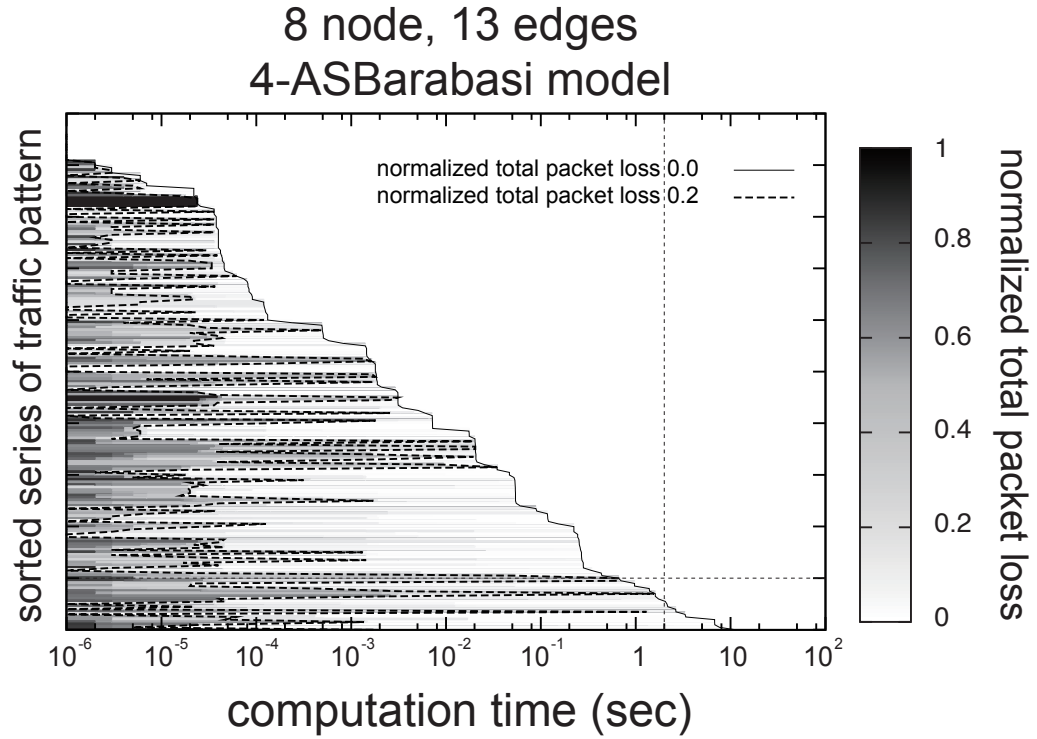 8 node, 13 edges
4-ASBarabasi model
normalized total packet loss 0.0
normalized total packet loss 0.2
sorted series of traffic pattern
10^-6 10^-5 10^-4 10^-3 10^-2 10^-1 1 10 10^2
computation time (sec)
1
0.8
0.6
0.4
0.2
0
normalized total packet loss